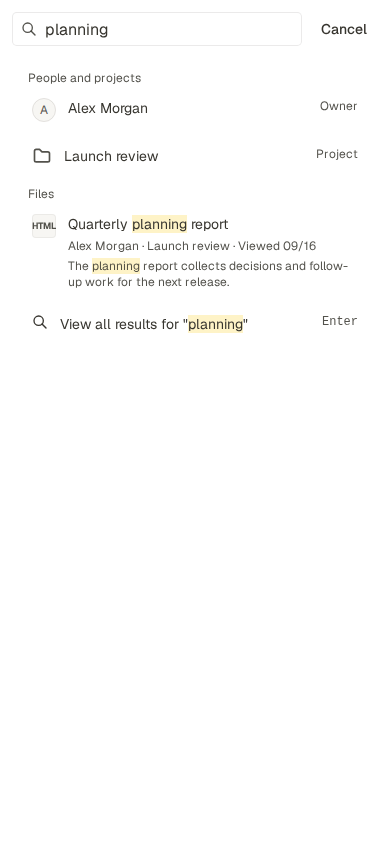 planning
Cancel
People and projects
A
Alex Morgan
Owner
Launch review
Project
Files
HTML
Quarterly planning report
Alex Morgan · Launch review · Viewed 09/16
The planning report collects decisions and follow-
up work for the next release.
View all results for "planning"
Enter